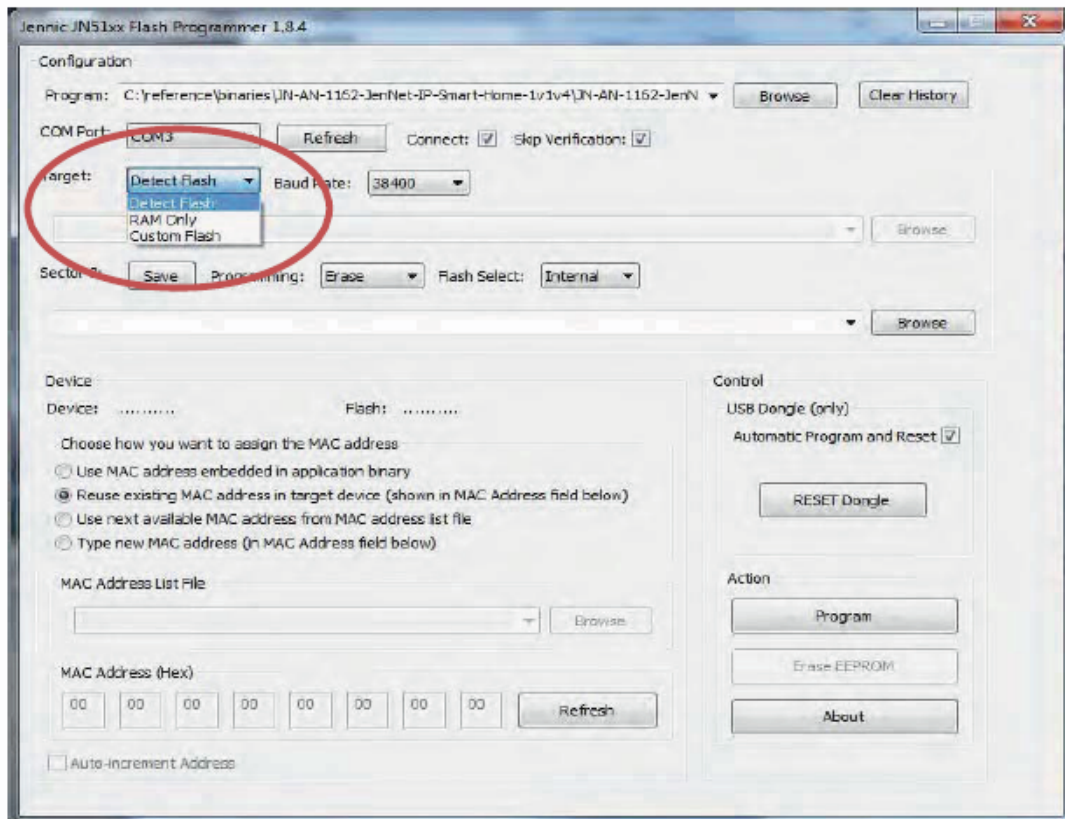 Jennic JN51xx Flash Programmer 1.8.4
Configuration
Program: C:\reference\binaries\JN-AN-1162-JenNet-IP-Smart-Home-1v1v4\JN-AN-1162-JenN Browse Clear History
COM Port: COM3 Refresh Connect: Skip Verification:
Target: Detect Flash Baud Rate: 38400
Detect Flash
RAM Only
Custom Flash
Browse
Save Programming: Erase Flash Select: Internal
Browse
Device
Device: .......... Flash: ..........
Choose how you want to assign the MAC address
Use MAC address embedded in application binary
Reuse existing MAC address in target device (shown in MAC Address field below)
Use next available MAC address from MAC address list file
Type new MAC address (in MAC Address field below)
MAC Address List File
Browse
MAC Address (Hex)
00 00 00 00 00 00 00 00 Refresh
Auto-increment Address
Control
USB Dongle (only)
Automatic Program and Reset
RESET Dongle
Action
Program
Erase EEPROM
About